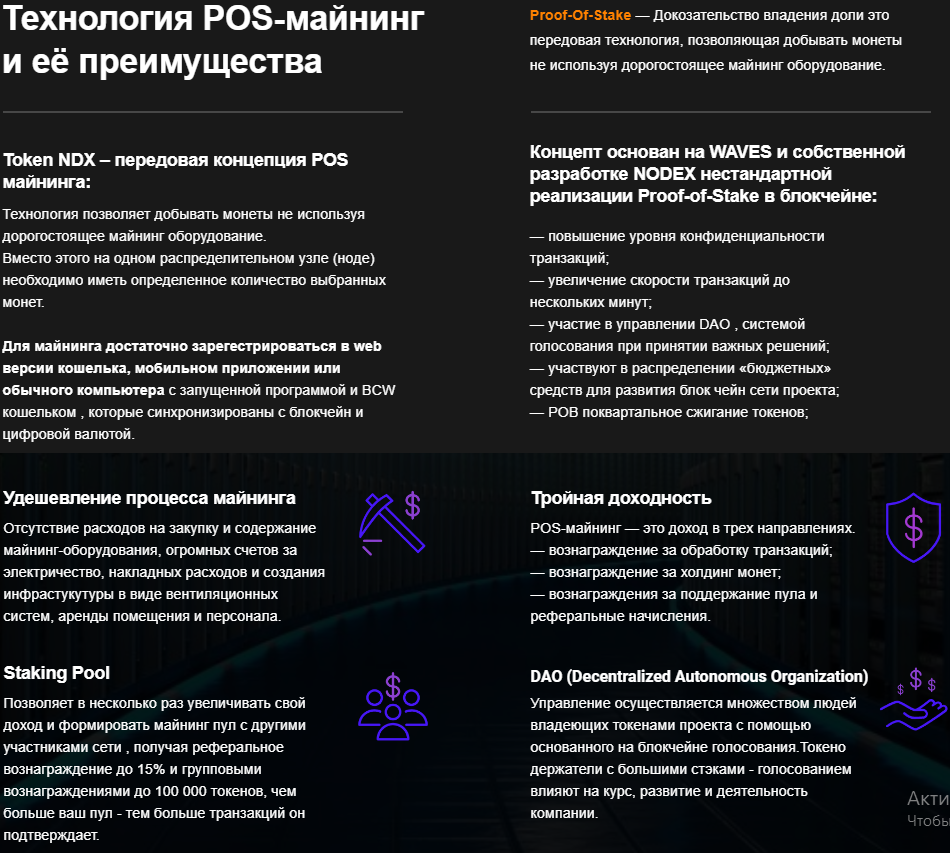 Технология POS-майнинг
и её преимущества
Proof-Of-Stake — Докозательство владения доли это
передовая технология, позволяющая добывать монеты
не используя дорогостоящее майнинг оборудование.
Token NDX – передовая концепция POS
майнинга:
Технология позволяет добывать монеты не используя
дорогостоящее майнинг оборудование.
Вместо этого на одном распределительном узле (ноде)
необходимо иметь определенное количество выбранных
монет.
Для майнинга достаточно зарегестрироваться в web
версии кошелька, мобильном приложении или
обычного компьютера с запущенной программой и BCW
кошельком , которые синхронизированы с блокчейн и
цифровой валютой.
Концепт основан на WAVES и собственной
разработке NODEX нестандартной
реализации Proof-of-Stake в блокчейне:
— повышение уровня конфиденциальности
транзакций;
— увеличение скорости транзакций до
нескольких минут;
— участие в управлении DAO , системой
голосования при принятии важных решений;
— участвуют в распределении «бюджетных»
средств для развития блок чейн сети проекта;
— POB поквартальное сжигание токенов;
Удешевление процесса майнинга
Отсутствие расходов на закупку и содержание
майнинг-оборудования, огромных счетов за
электричество, накладных расходов и создания
инфрастукутуры в виде вентиляционных
систем, аренды помещения и персонала.
Тройная доходность
POS-майнинг — это доход в трех направлениях.
— вознаграждение за обработку транзакций;
— вознаграждение за холдинг монет;
— вознаграждения за поддержание пула и
реферальные начисления.
Staking Pool
Позволяет в несколько раз увеличивать свой
доход и формировать майнинг пул с другими
участниками сети , получая реферальное
вознаграждение до 15% и групповыми
вознаграждениями до 100 000 токенов, чем
больше ваш пул - тем больше транзакций он
подтверждает.
DAO (Decentralized Autonomous Organization)
Управление осуществляется множеством людей
владеющих токенами проекта с помощью
основанного на блокчейне голосования.Токено
держатели с большими стэками - голосованием
влияют на курс, развитие и деятельность
компании.
Акти
Чтобы